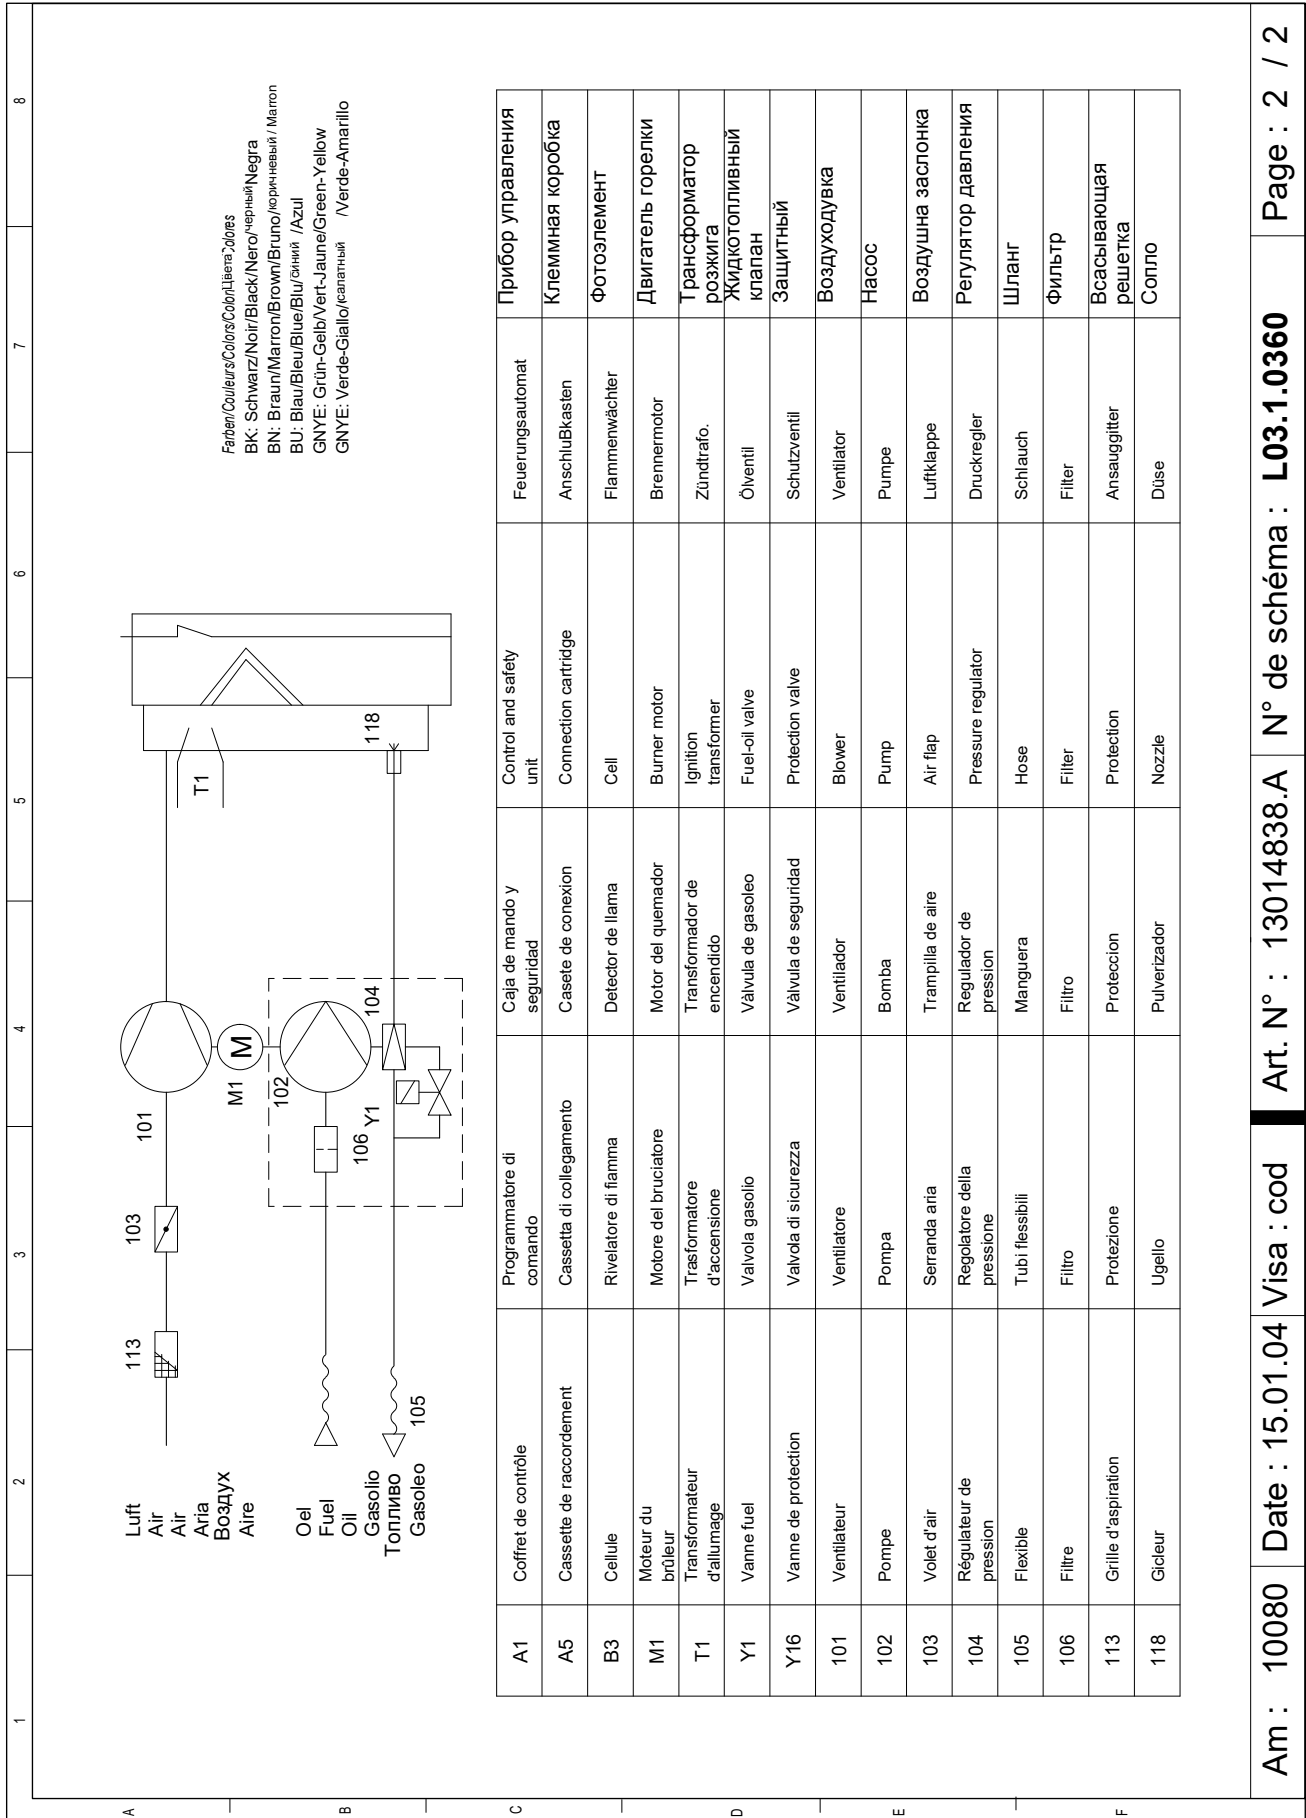 1
2
3
4
5
6
7
8
A
B
C
D
E
F
Luft
Air
Air
Aria
Воздух
Aire
Oel
Fuel
Oil
Gasolio
Топливо
Gasoleo
113
103
101
M1
M
102
106
Y1
104
105
T1
118
BK: Schwarz/Noir/Black/Nero/черный Negra
BN: Braun/Marron/Brown/Bruno/коричневый / Marron
BU: Blau/Bleu/Blue/Blu/синий /Azul
GNYE: Grün-Gelb/Vert-Jaune/Green-Yellow
GNYE: Verde-Giallo/салатный /Verde-Amarillo
A1 Coffret de contrôle Programmatore di comando Caja de mando y seguridad Control and safety unit Feuerungsautomat Прибор управления
A5 Cassette de raccordement Cassetta di collegamento Casete de conexion Connection cartridge Anschlußkasten Клеммная коробка
B3 Cellule Rivelatore di fiamma Detector de llama Cell Flammenwächter Фотоэлемент
M1 Moteur du brûleur Motore del bruciatore Motor del quemador Burner motor Brennermotor Двигатель горелки
T1 Transformateur d'allumage Trasformatore d'accensione Transformador de encendido Ignition transformer Zündtrafo. Трансформатор розжига
Y1 Vanne fuel Valvola gasolio Vàlvula de gasoleo Fuel-oil valve Ölventil Жидкотопливный клапан
Y16 Vanne de protection Valvola di sicurezza Vàlvula de seguridad Protection valve Schutzventil Защитный
101 Ventilateur Ventilatore Ventilador Blower Ventilator Воздуходувка
102 Pompe Pompa Bomba Pump Pumpe Насос
103 Volet d'air Serranda aria Trampilla de aire Air flap Luftklappe Воздушна заслонка
104 Régulateur de pression Regolatore della pressione Regulador de pression Pressure regulator Druckregler Регулятор давления
105 Flexible Tubi flessibili Manguera Hose Schlauch Шланг
106 Filtre Filtro Filtro Filter Filter Фильтр
113 Grille d'aspiration Protezione Proteccion Protection Ansauggitter Всасывающая решетка
118 Gicleur Ugello Pulverizador Nozzle Düse Сопло
Am : 10080 Date : 15.01.04 Visa : cod Art. N° : 13014838.A N° de schéma : L03.1.0360 Page : 2 / 2